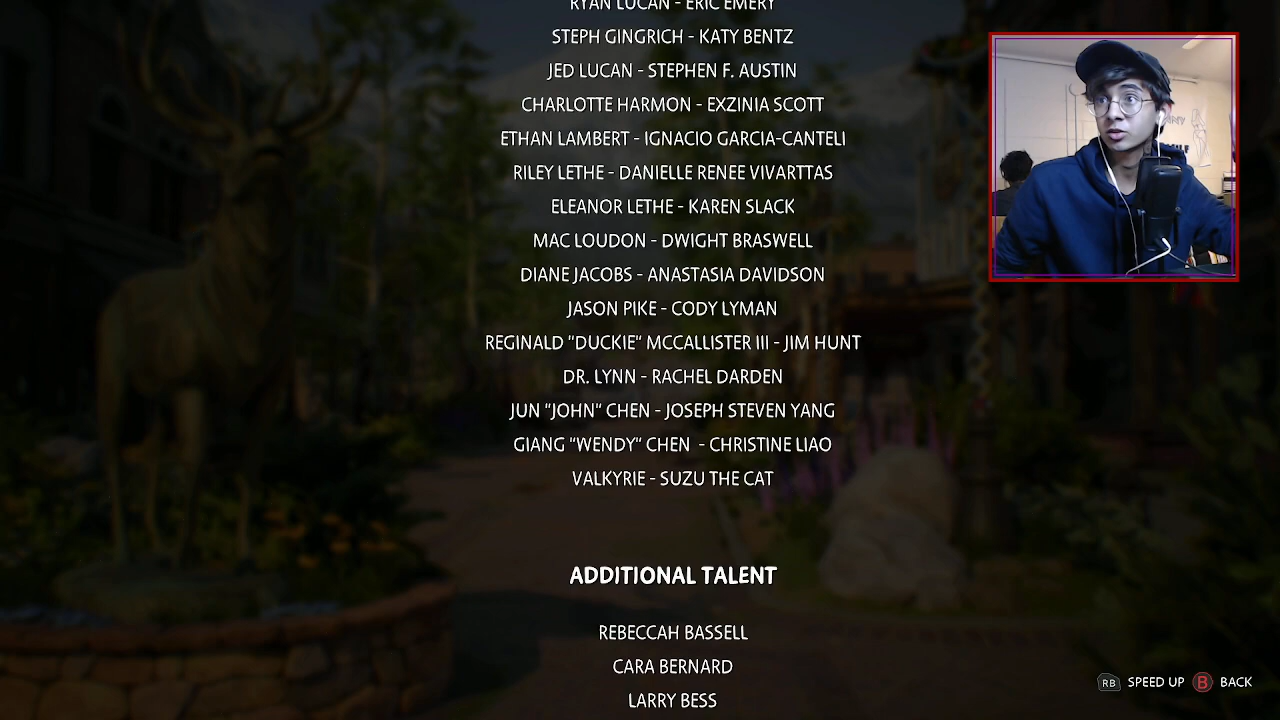 RYAN LUCAN - ERIC EMERY
STEPH GINGRICH - KATY BENTZ
JED LUCAN - STEPHEN F. AUSTIN
CHARLOTTE HARMON - EXZINIA SCOTT
ETHAN LAMBERT - IGNACIO GARCIA-CANTELI
RILEY LETHE - DANIELLE RENEE VIVARTTAS
ELEANOR LETHE - KAREN SLACK
MAC LOUDON - DWIGHT BRASWELL
DIANE JACOBS - ANASTASIA DAVIDSON
JASON PIKE - CODY LYMAN
REGINALD "DUCKIE" MCCALLISTER III - JIM HUNT
DR. LYNN - RACHEL DARDEN
JUN "JOHN" CHEN - JOSEPH STEVEN YANG
GIANG "WENDY" CHEN - CHRISTINE LIAO
VALKYRIE - SUZU THE CAT
ADDITIONAL TALENT
REBECCAH BASSELL
CARA BERNARD
LARRY BESS
RB SPEED UP B BACK